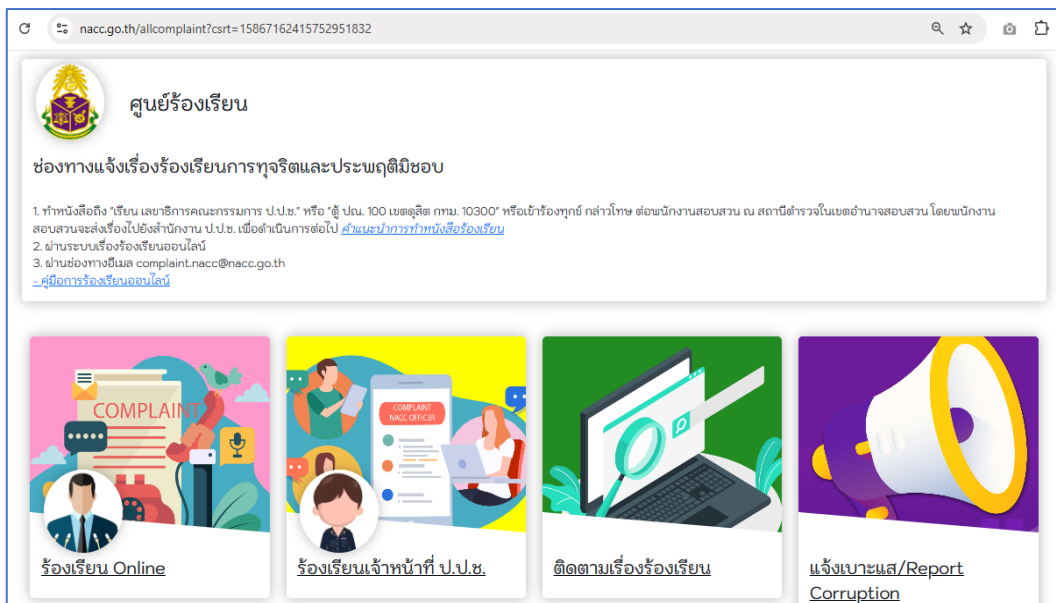 nacc.go.th/allcomplaint?csrt=15867162415752951832
ศูนย์ร้องเรียน
ช่องทางแจ้งเรื่องร้องเรียนการทุจริตและประพฤติมิชอบ
1. ทำหนังสือถึง "เรียน เลขาธิการคณะกรรมการ ป.ป.ช." หรือ "ตู้ ปณ. 100 เขตดุสิต กทม. 10300" หรือเข้าร้องทุกข์ กล่าวโทษ ต่อพนักงานสอบสวน ณ สถานีตำรวจในเขตอำนาจสอบสวน โดยพนักงาน
สอบสวนจะส่งเรื่องไปยังสำนักงาน ป.ป.ช. เพื่อดำเนินการต่อไป คำแนะนำการทำหนังสือร้องเรียน
2. ผ่านระบบเรื่องร้องเรียนออนไลน์
3. ผ่านช่องทางอีเมล complaint.nacc@nacc.go.th
- คู่มือการร้องเรียนออนไลน์
COMPLAINT
COMPLAINT
NACC OFFICER
ร้องเรียน Online
ร้องเรียนเจ้าหน้าที่ ป.ป.ช.
ติดตามเรื่องร้องเรียน
แจ้งเบาะแส/Report
Corruption